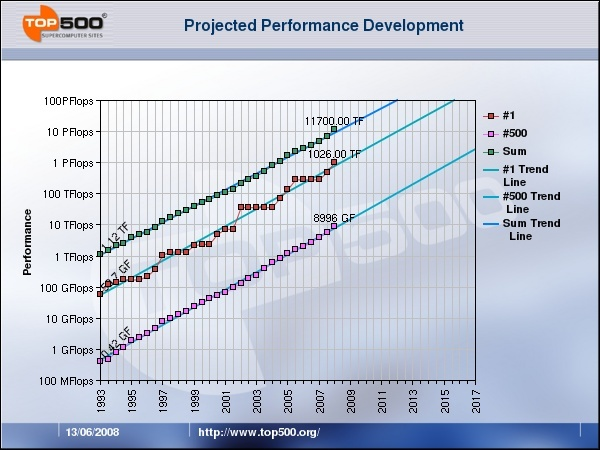 TOP500®
SUPERCOMPUTER SITES
Projected Performance Development
100 PFlops
10 PFlops
1 PFlops
100 TFlops
10 TFlops
1 TFlops
100 GFlops
10 GFlops
1 GFlops
100 MFlops
Performance
11700.00 TF
1026.00 TF
8996 GF
1.12 TF
0.42 GF
1993
1995
1997
1999
2001
2003
2005
2007
2009
2011
2013
2015
2017
#1
#500
Sum
#1 Trend
Line
#500 Trend
Line
Sum Trend
Line
13/06/2008
http://www.top500.org/